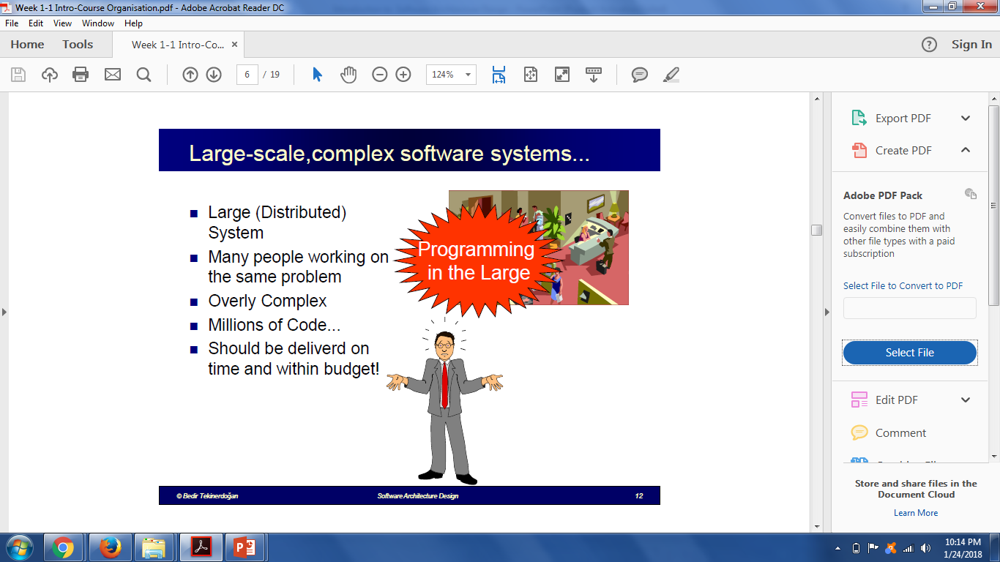 Week 1-1 Intro-Course Organisation.pdf - Adobe Acrobat Reader DC
File Edit View Window Help
Home Tools Week 1-1 Intro-Co... × Sign In
6 / 19 124%
Large-scale,complex software systems...
Large (Distributed)
System
Many people working on
the same problem
Overly Complex
Millions of Code...
Should be deliverd on
time and within budget!
Programming
in the Large
© Bedir Tekinerdoğan Software Architecture Design 12
Export PDF
Create PDF
Adobe PDF Pack
Convert files to PDF and
easily combine them with
other file types with a paid
subscription
Select File to Convert to PDF
Select File
Edit PDF
Comment
Store and share files in the
Document Cloud
Learn More
10:14 PM
1/24/2018